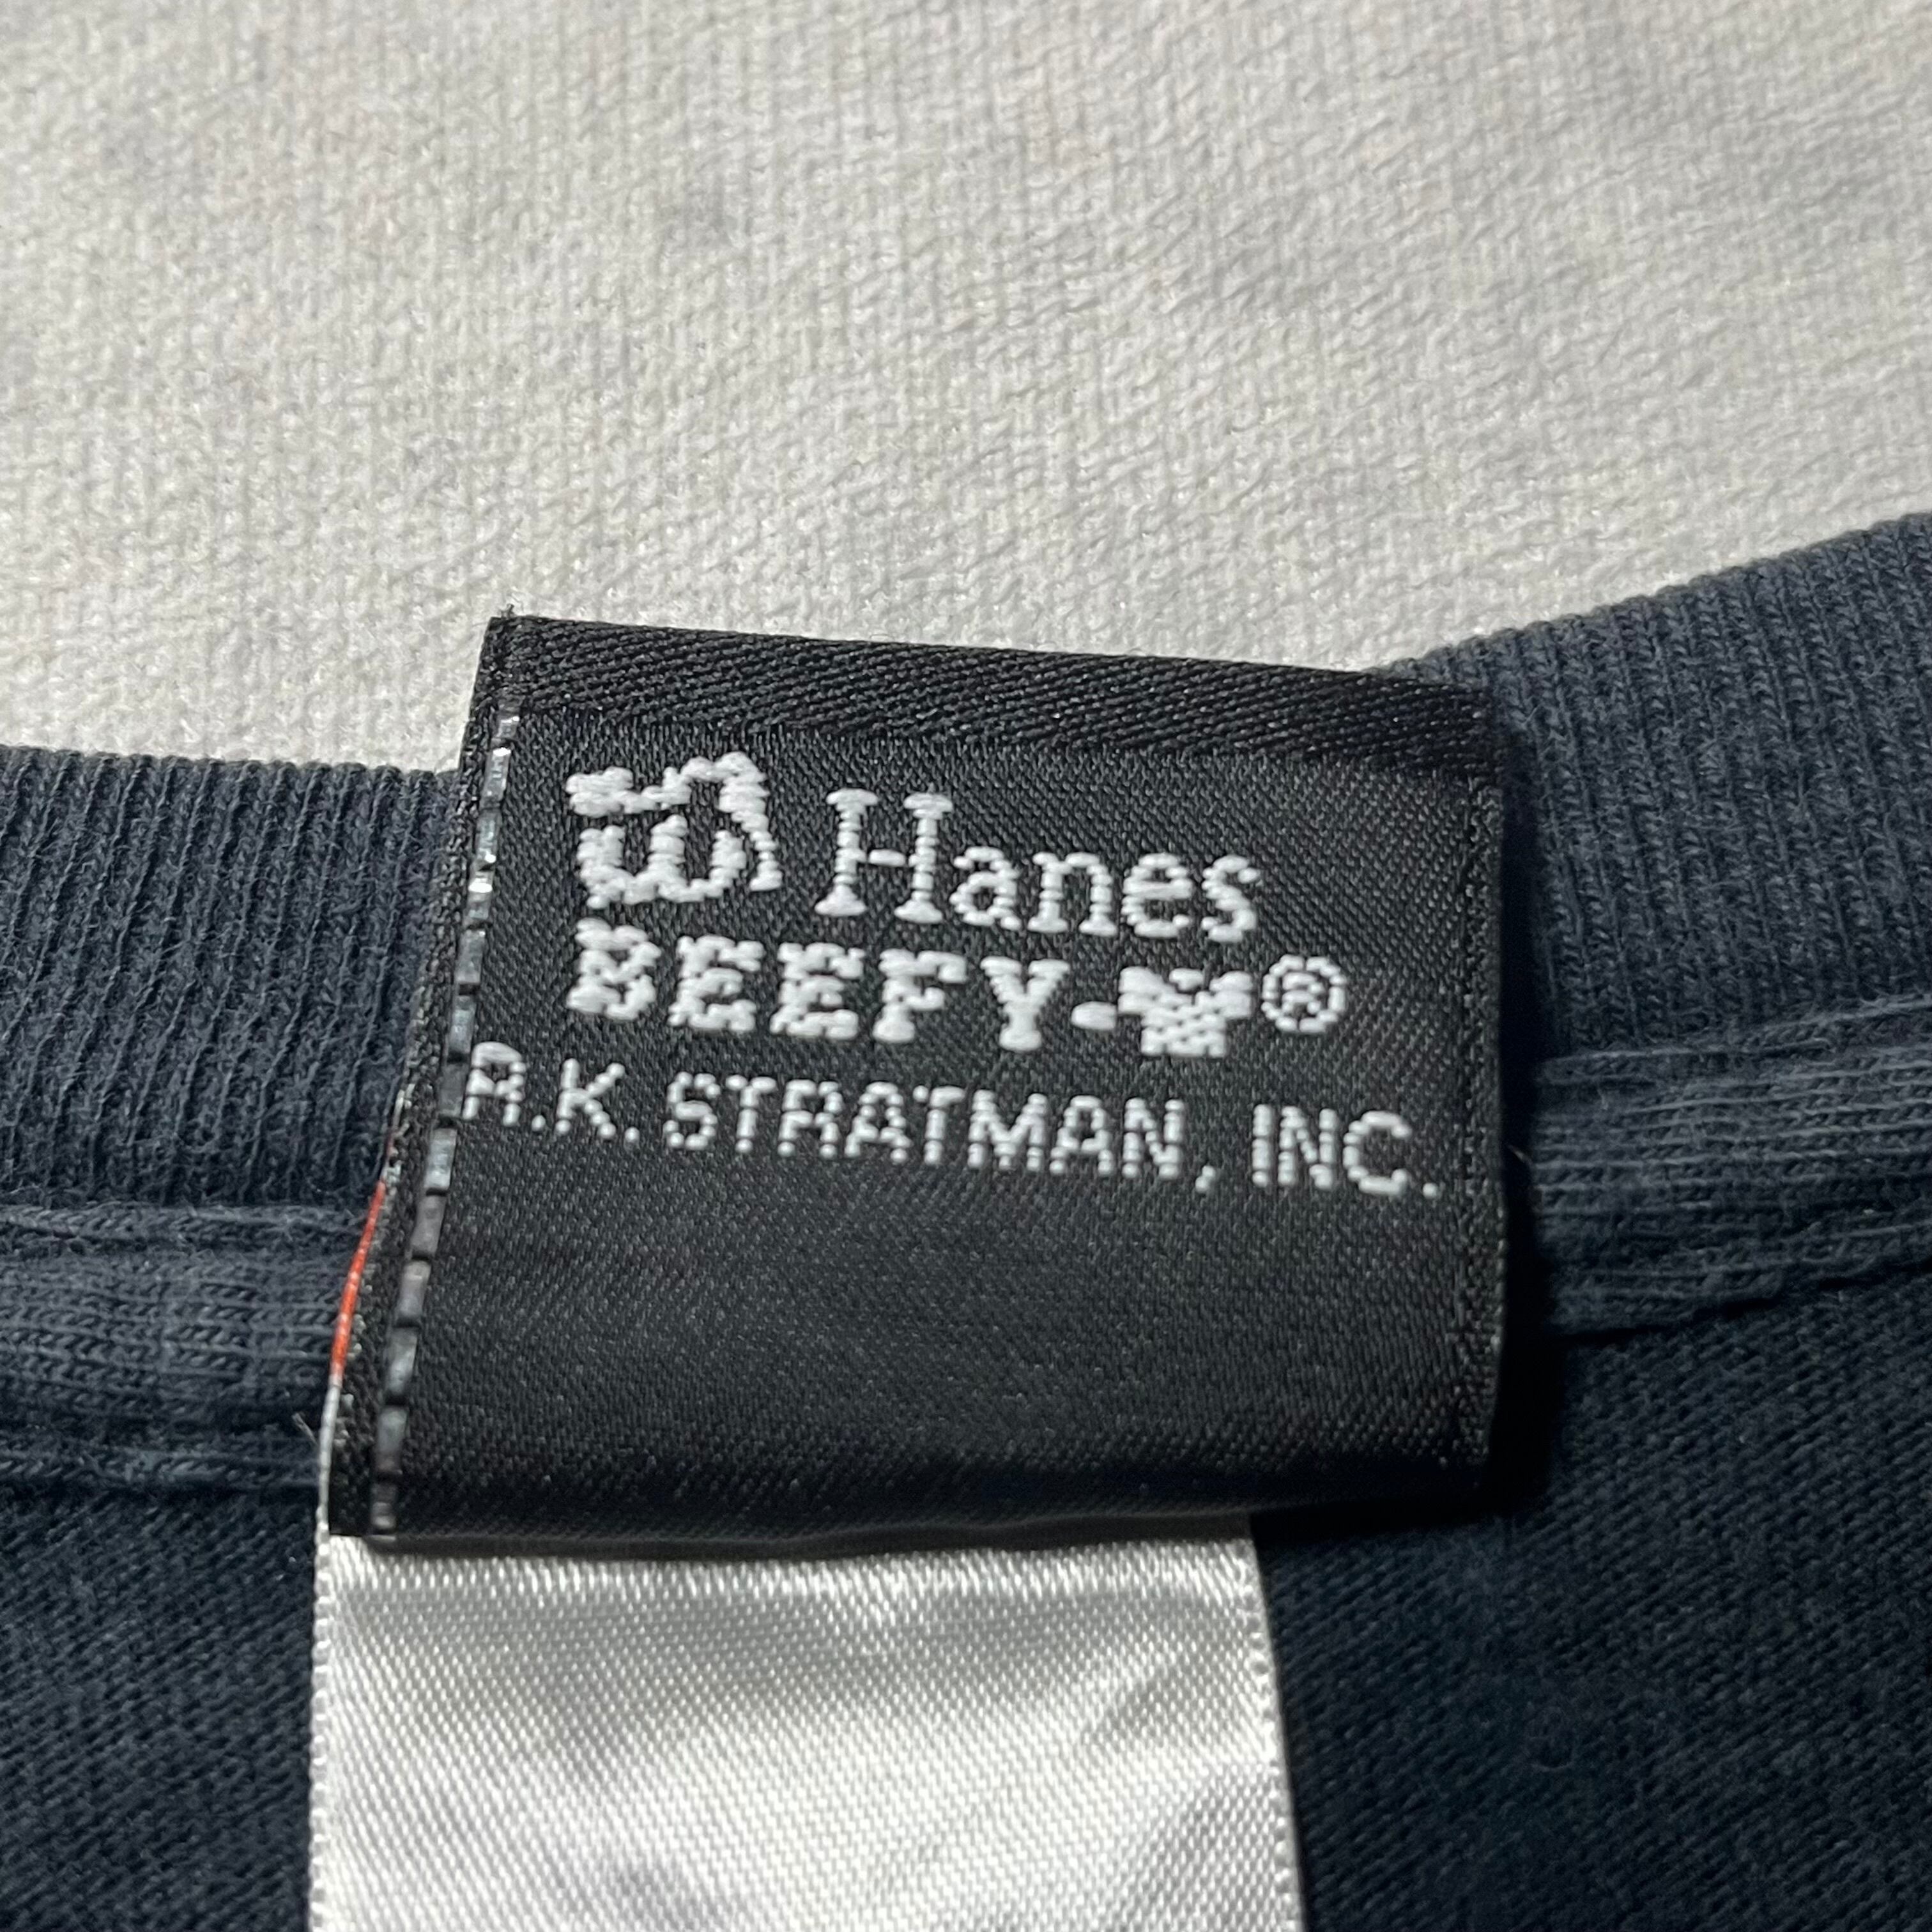 Hanes
BEEFY-T®
R.K. STRATMAN, INC.